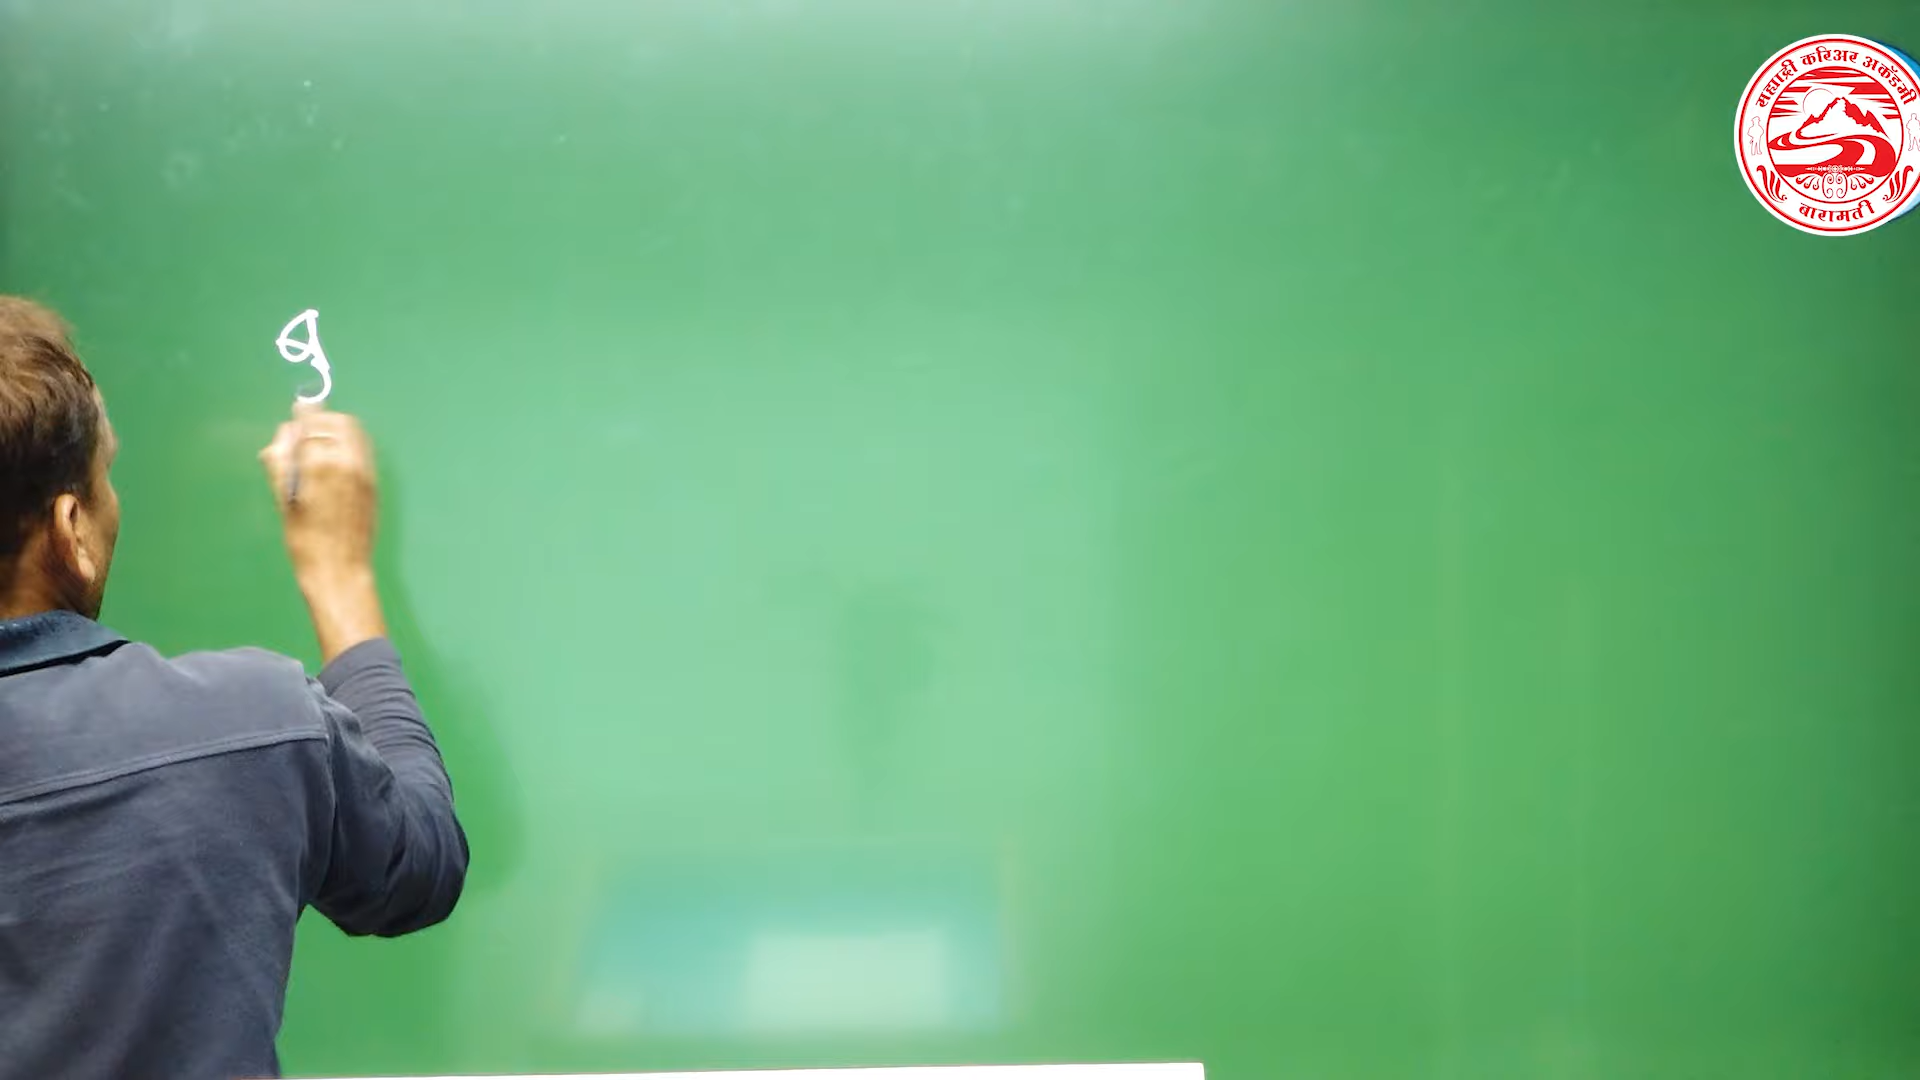 सह्याद्री करिअर अकॅडमी
बारामती
बु